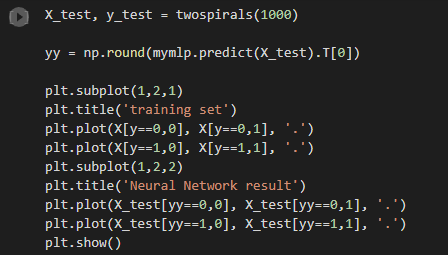 X_test, y_test = twospirals(1000)
yy = np.round(mymlp.predict(X_test).T[0])
plt.subplot(1,2,1)
plt.title('training set')
plt.plot(X[y==0,0], X[y==0,1], '.')
plt.plot(X[y==1,0], X[y==1,1], '.')
plt.subplot(1,2,2)
plt.title('Neural Network result')
plt.plot(X_test[yy==0,0], X_test[yy==0,1], '.')
plt.plot(X_test[yy==1,0], X_test[yy==1,1], '.')
plt.show()